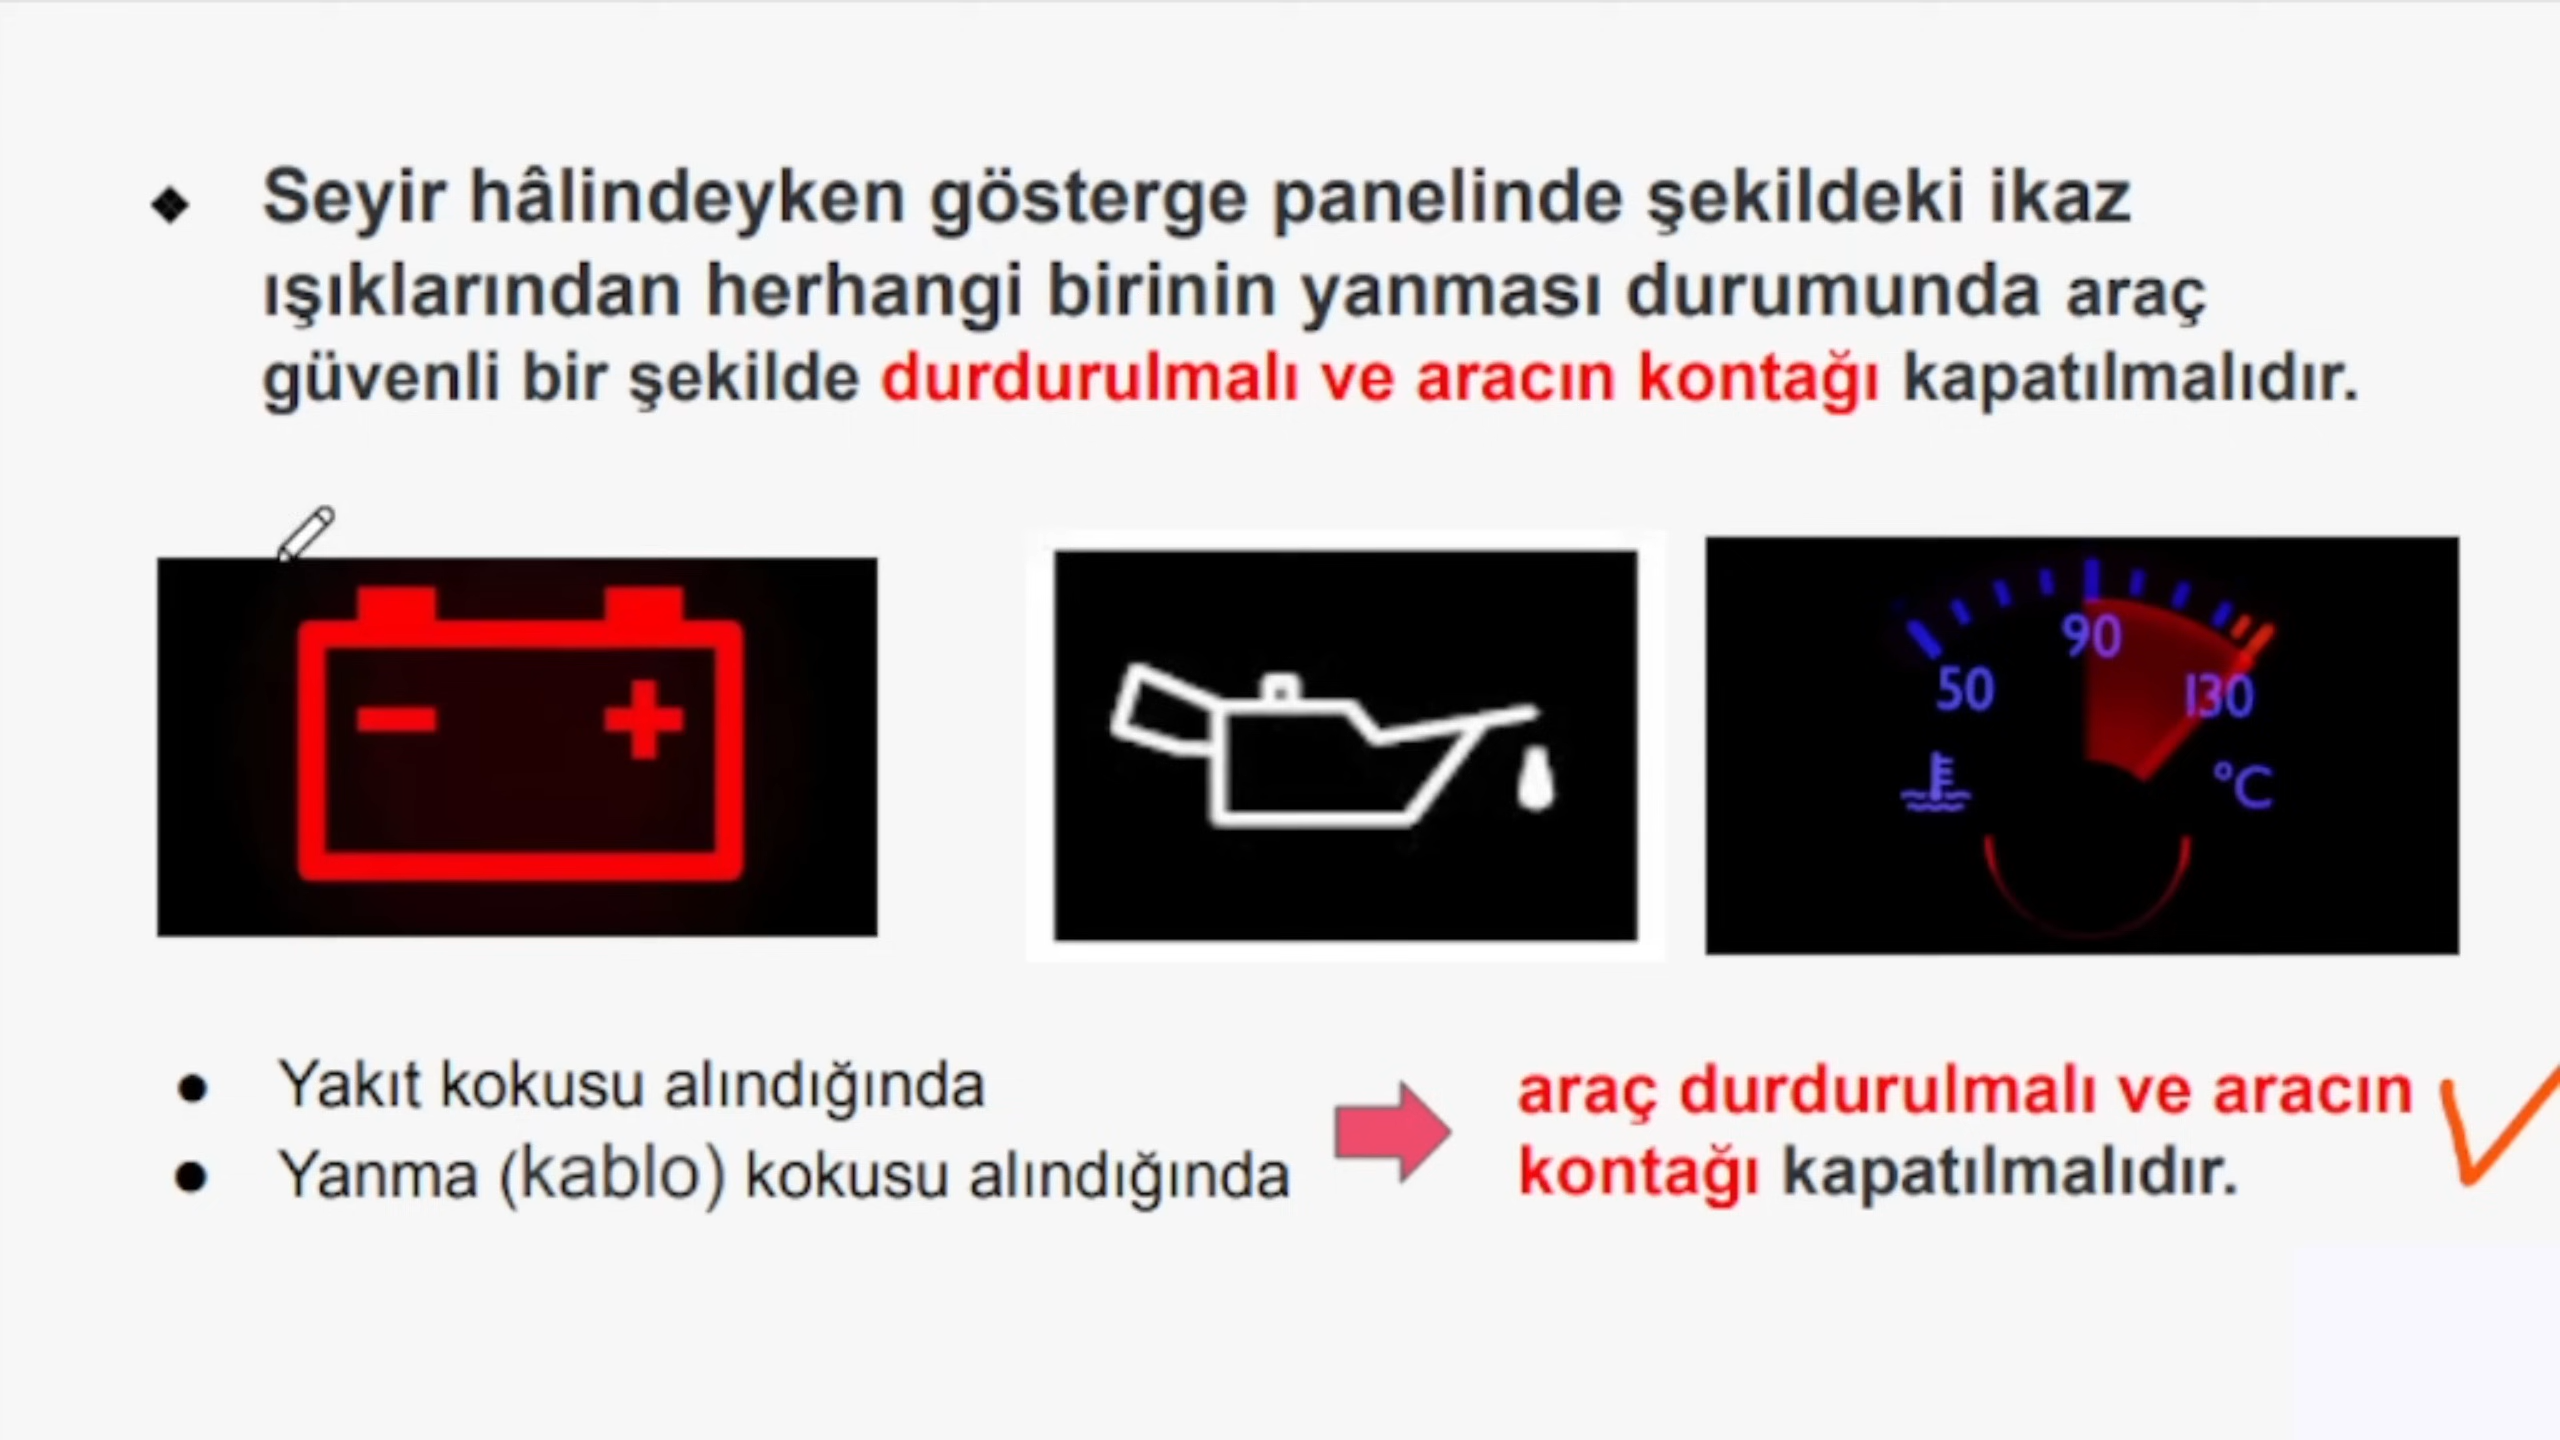 Seyir hâlindeyken gösterge panelinde şekildeki ikaz
ışıklarından herhangi birinin yanması durumunda araç
güvenli bir şekilde durdurulmalı ve aracın kontağı kapatılmalıdır.
- +
50 90 130
°C
Yakıt kokusu alındığında
Yanma (kablo) kokusu alındığında
araç durdurulmalı ve aracın
kontağı kapatılmalıdır.